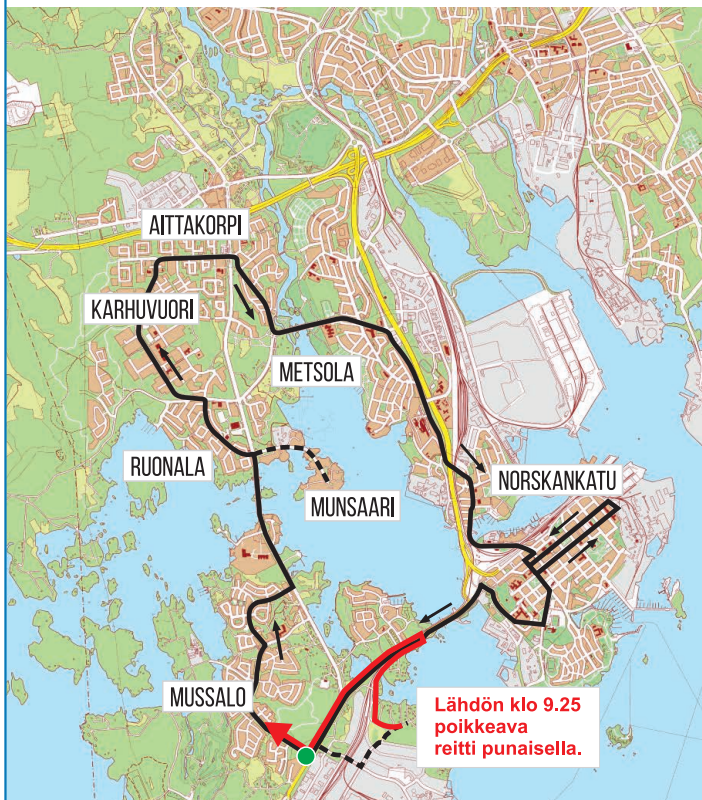 AITTAKORPI
KARHUVUORI
METSOLA
RUONALA
NORSKANKATU
MUNSAARI
MUSSALO
Lähdön klo 9.25
poikkeava
reitti punaisella.